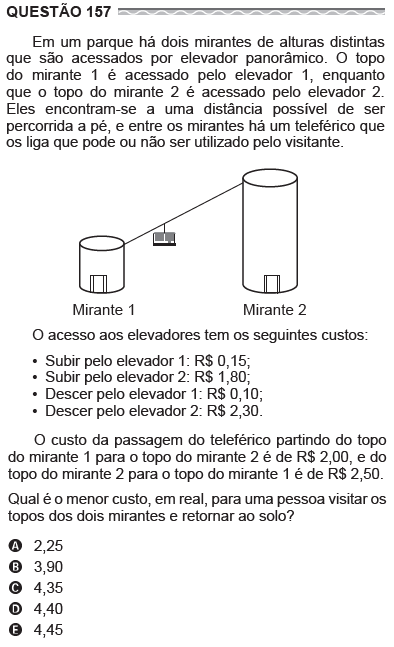 QUESTÃO 157
Em um parque há dois mirantes de alturas distintas
que são acessados por elevador panorâmico. O topo
do mirante 1 é acessado pelo elevador 1, enquanto
que o topo do mirante 2 é acessado pelo elevador 2.
Eles encontram-se a uma distância possível de ser
percorrida a pé, e entre os mirantes há um teleférico que
os liga que pode ou não ser utilizado pelo visitante.
Mirante 1
Mirante 2
O acesso aos elevadores tem os seguintes custos:
• Subir pelo elevador 1: R$ 0,15;
• Subir pelo elevador 2: R$ 1,80;
• Descer pelo elevador 1: R$ 0,10;
• Descer pelo elevador 2: R$ 2,30.
O custo da passagem do teleférico partindo do topo
do mirante 1 para o topo do mirante 2 é de R$ 2,00, e do
topo do mirante 2 para o topo do mirante 1 é de R$ 2,50.
Qual é o menor custo, em real, para uma pessoa visitar os
topos dos dois mirantes e retornar ao solo?
A 2,25
B 3,90
C 4,35
D 4,40
E 4,45